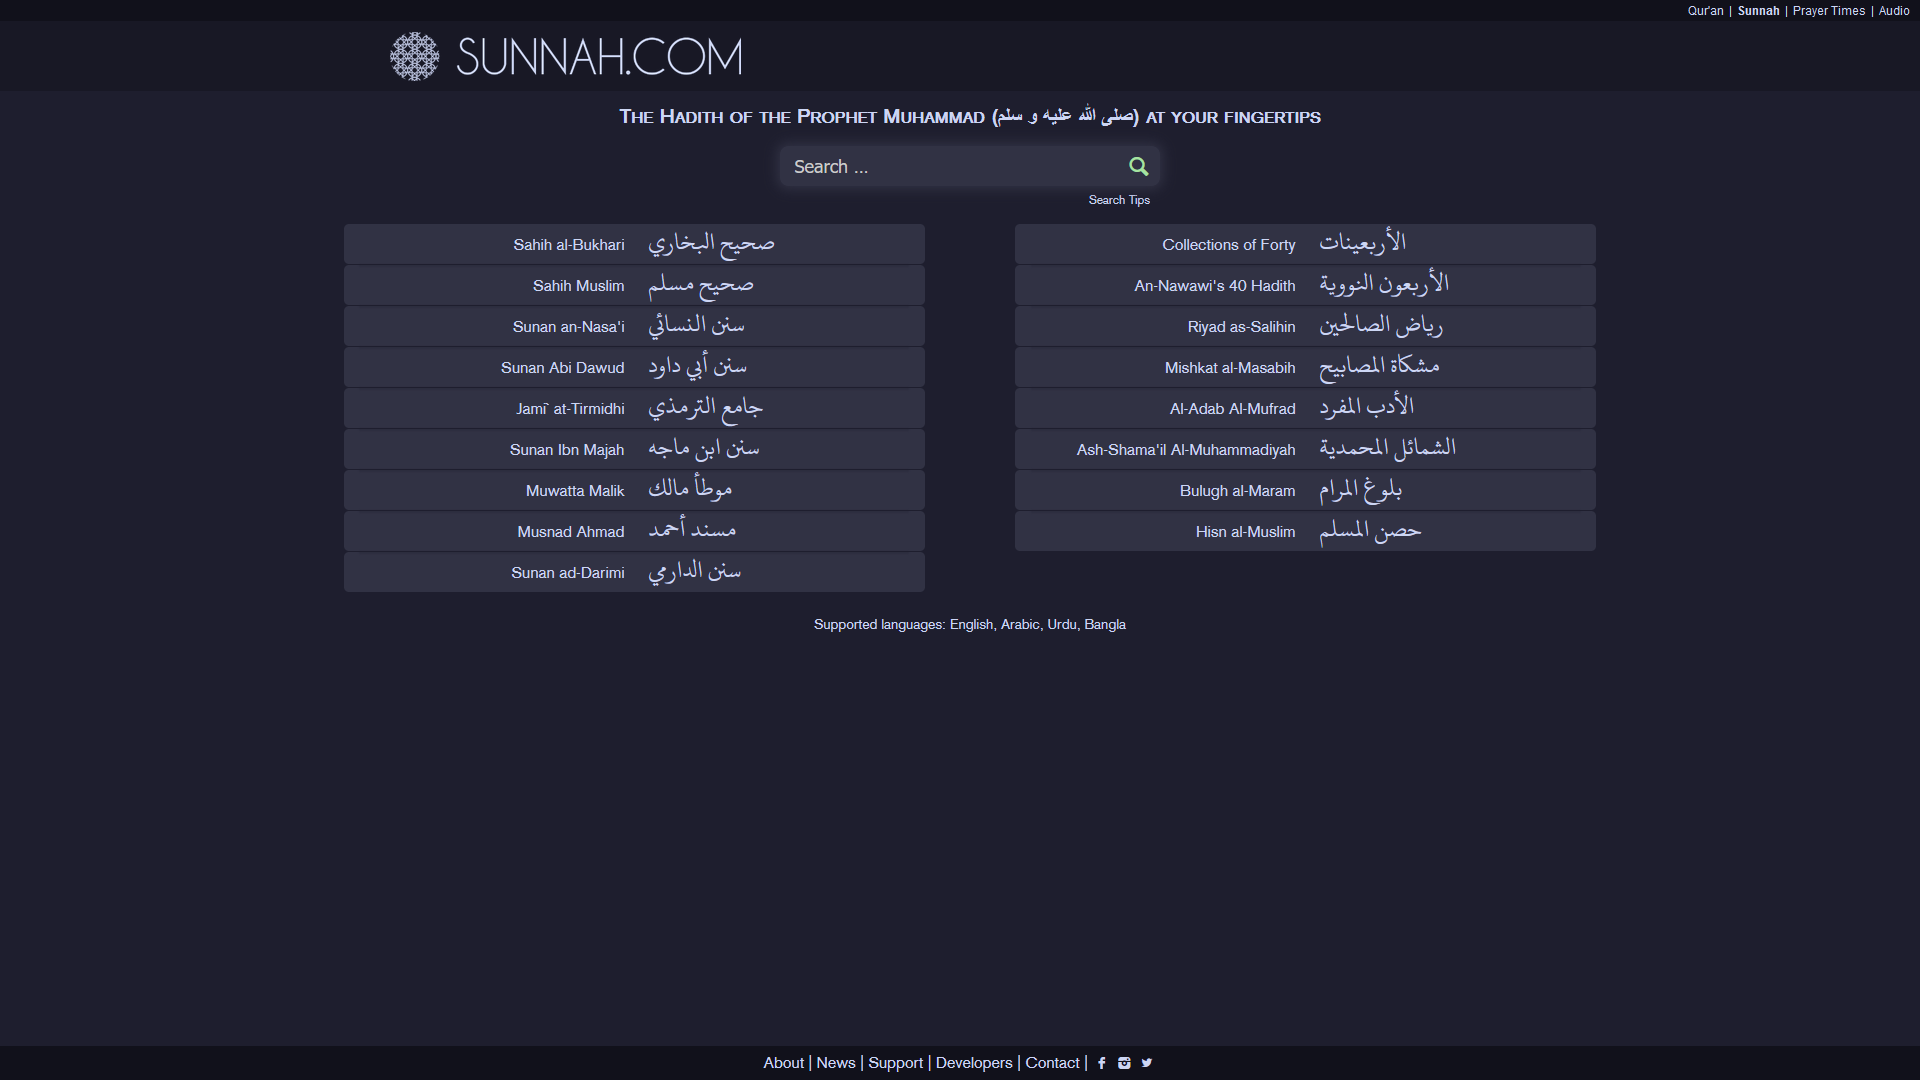 Qur'an | Sunnah | Prayer Times | Audio
SUNNAH.COM
The Hadith of the Prophet Muhammad (صلى الله عليه و سلم) at your fingertips
Search ...
Search Tips
Sahih al-Bukhari صحيح البخاري
Sahih Muslim صحيح مسلم
Sunan an-Nasa'i سنن النسائي
Sunan Abi Dawud سنن أبي داود
Jami` at-Tirmidhi جامع الترمذي
Sunan Ibn Majah سنن ابن ماجه
Muwatta Malik موطأ مالك
Musnad Ahmad مسند أحمد
Sunan ad-Darimi سنن الدارمي
Collections of Forty الأربعينات
An-Nawawi's 40 Hadith الأربعون النووية
Riyad as-Salihin رياض الصالحين
Mishkat al-Masabih مشكاة المصابيح
Al-Adab Al-Mufrad الأدب المفرد
Ash-Shama'il Al-Muhammadiyah الشمائل المحمدية
Bulugh al-Maram بلوغ المرام
Hisn al-Muslim حصن المسلم
Supported languages: English, Arabic, Urdu, Bangla
About | News | Support | Developers | Contact |